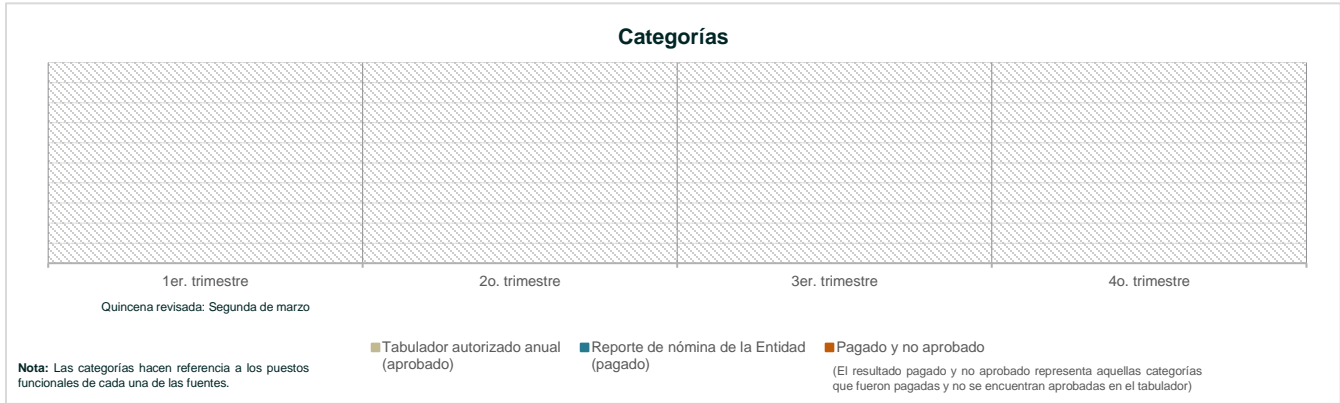 Categorías
1er. trimestre
2o. trimestre
3er. trimestre
4o. trimestre
Quincena revisada: Segunda de marzo
Tabulador autorizado anual
(aprobado)
Reporte de nómina de la Entidad
(pagado)
Pagado y no aprobado
(El resultado pagado y no aprobado representa aquellas categorías
que fueron pagadas y no se encuentran aprobadas en el tabulador)
Nota: Las categorías hacen referencia a los puestos
funcionales de cada una de las fuentes.